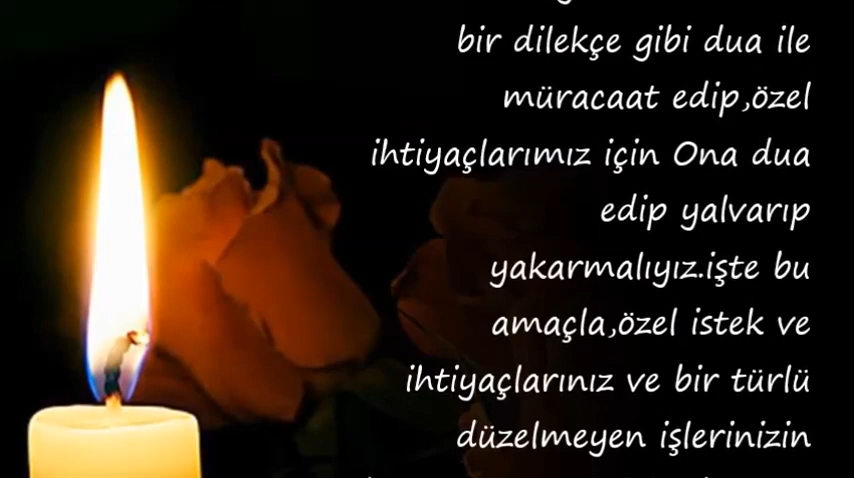 bir dilekçe gibi dua ile
müracaat edip,özel
ihtiyaçlarımız için Ona dua
edip yalvarıp
yakarmalıyız.işte bu
amaçla,özel istek ve
ihtiyaçlarınız ve bir türlü
düzelmeyen işlerinizin